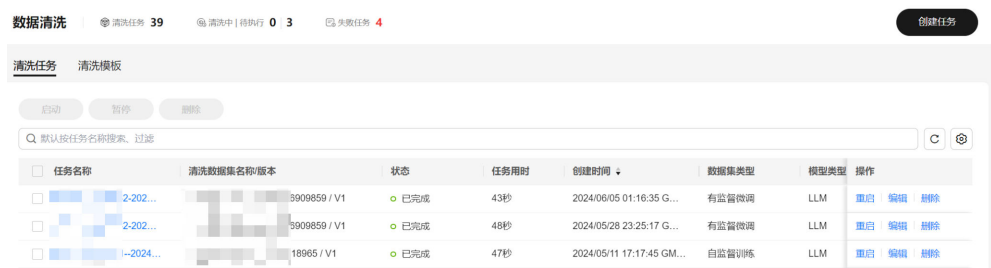 数据清洗 清洗任务 39 清洗中 | 待执行 0 3 失败任务 4 创建任务
清洗任务 清洗模板
启动 暂停 删除
默认按任务名称搜索、过滤
任务名称 清洗数据集名称/版本 状态 任务用时 创建时间 数据集类型 模型类型 操作
2-202... 6909859 / V1 已完成 43秒 2024/06/05 01:16:35 G... 有监督微调 LLM 重启 编辑 删除
2-202... 5909859 / V1 已完成 48秒 2024/05/28 23:25:17 G... 有监督微调 LLM 重启 编辑 删除
--2024... 18965 / V1 已完成 47秒 2024/05/11 17:17:45 GM... 自监督训练 LLM 重启 编辑 删除